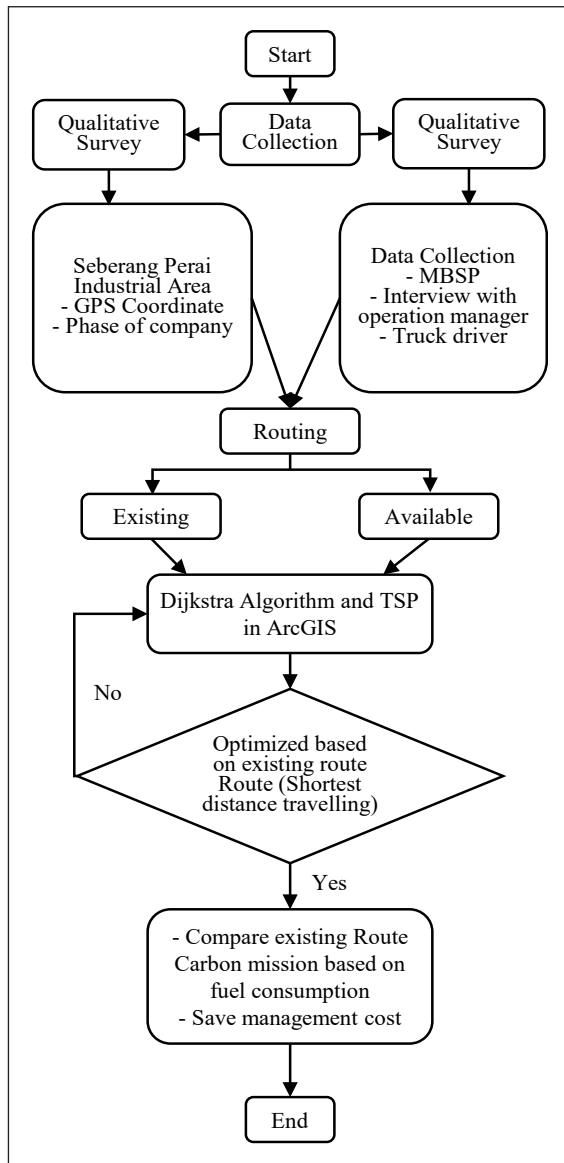 Start
Data
Collection
Qualitative
Survey
Qualitative
Survey
Seberang Perai
Industrial Area
- GPS Coordinate
- Phase of company
Data Collection
- MBSP
- Interview with
operation manager
- Truck driver
Routing
Existing
Available
Dijkstra Algorithm and TSP
in ArcGIS
No
Optimized based
on existing route
Route (Shortest
distance travelling)
Yes
- Compare existing Route
Carbon mission based on
fuel consumption
- Save management cost
End